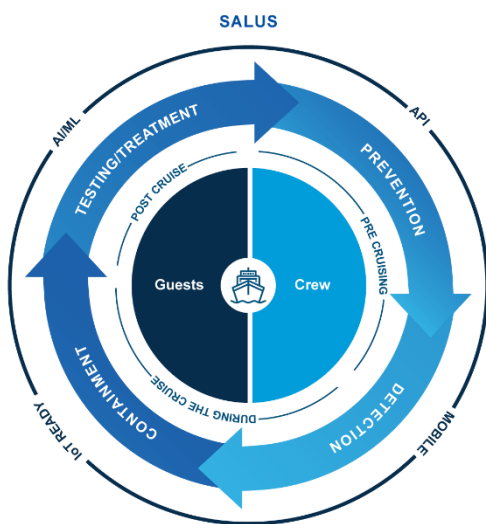 SALUS
AI/ML
API
TESTING/TREATMENT
PREVENTION
POST CRUISE
PRE CRUISING
Guests
Crew
DURING THE CRUISE
CONTAINMENT
DETECTION
IoT READY
MOBILE